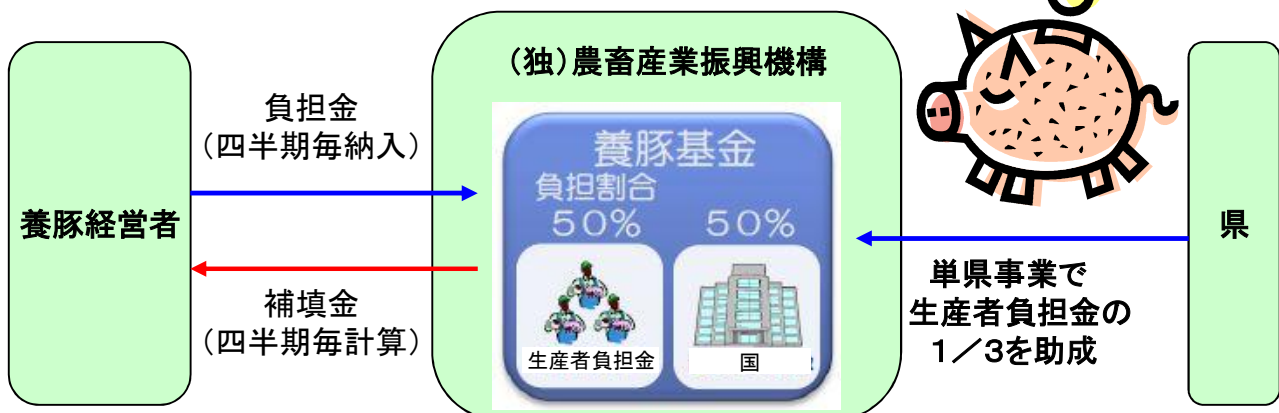 (独)農畜産業振興機構
負担金
(四半期毎納入)
養豚経営者
補填金
(四半期毎計算)
養豚基金
負担割合
50% 50%
生産者負担金
国
県
単県事業で
生産者負担金の
1/3を助成